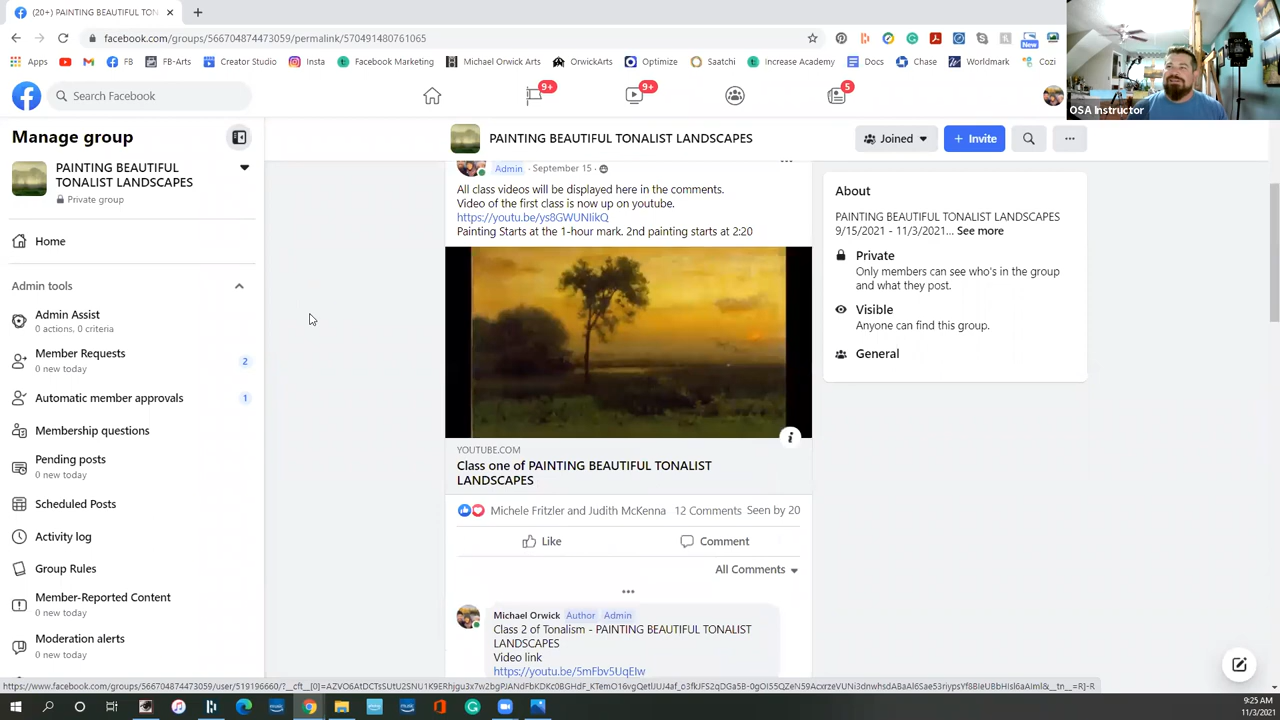 (20+) PAINTING BEAUTIFUL TON
facebook.com/groups/566704874473059/permalink/570491480761065
Apps
FB
FB-Arts
Creator Studio
Insta
Facebook Marketing
Michael Orwick Arts
OrwickArts
Optimize
Saatchi
Increase Academy
Docs
Chase
Worldmark
Cozi
New
OSA Instructor
Search Facebook
9+
9+
5
Manage group
PAINTING BEAUTIFUL
TONALIST LANDSCAPES
Private group
Home
Admin tools
Admin Assist
0 actions, 0 criteria
Member Requests
0 new today
2
Automatic member approvals
1
Membership questions
Pending posts
0 new today
Scheduled Posts
Activity log
Group Rules
Member-Reported Content
0 new today
Moderation alerts
0 new today
PAINTING BEAUTIFUL TONALIST LANDSCAPES
Joined
+ Invite
Admin · September 15 ·
All class videos will be displayed here in the comments.
Video of the first class is now up on youtube.
https://youtu.be/ys8GWUNIikQ
Painting Starts at the 1-hour mark. 2nd painting starts at 2:20
YOUTUBE.COM
Class one of PAINTING BEAUTIFUL TONALIST
LANDSCAPES
Michele Fritzler and Judith McKenna
12 Comments
Seen by 20
Like
Comment
All Comments
Michael Orwick Author Admin
Class 2 of Tonalism - PAINTING BEAUTIFUL TONALIST
LANDSCAPES
Video link
https://youtu.be/5mFbv5UqElw
About
PAINTING BEAUTIFUL TONALIST LANDSCAPES
9/15/2021 - 11/3/2021... See more
Private
Only members can see who's in the group
and what they post.
Visible
Anyone can find this group.
General
9:25 AM
11/3/2021